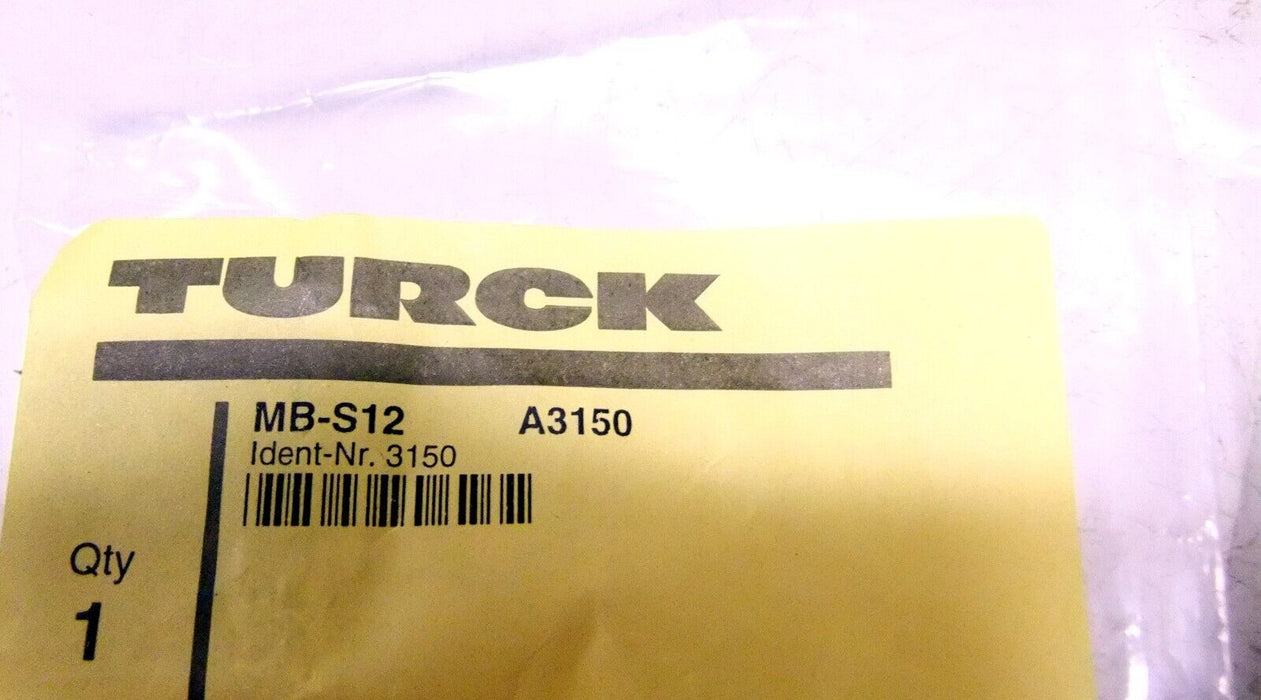 TURCK
MB-S12 A3150
Ident-Nr. 3150
Qty
1